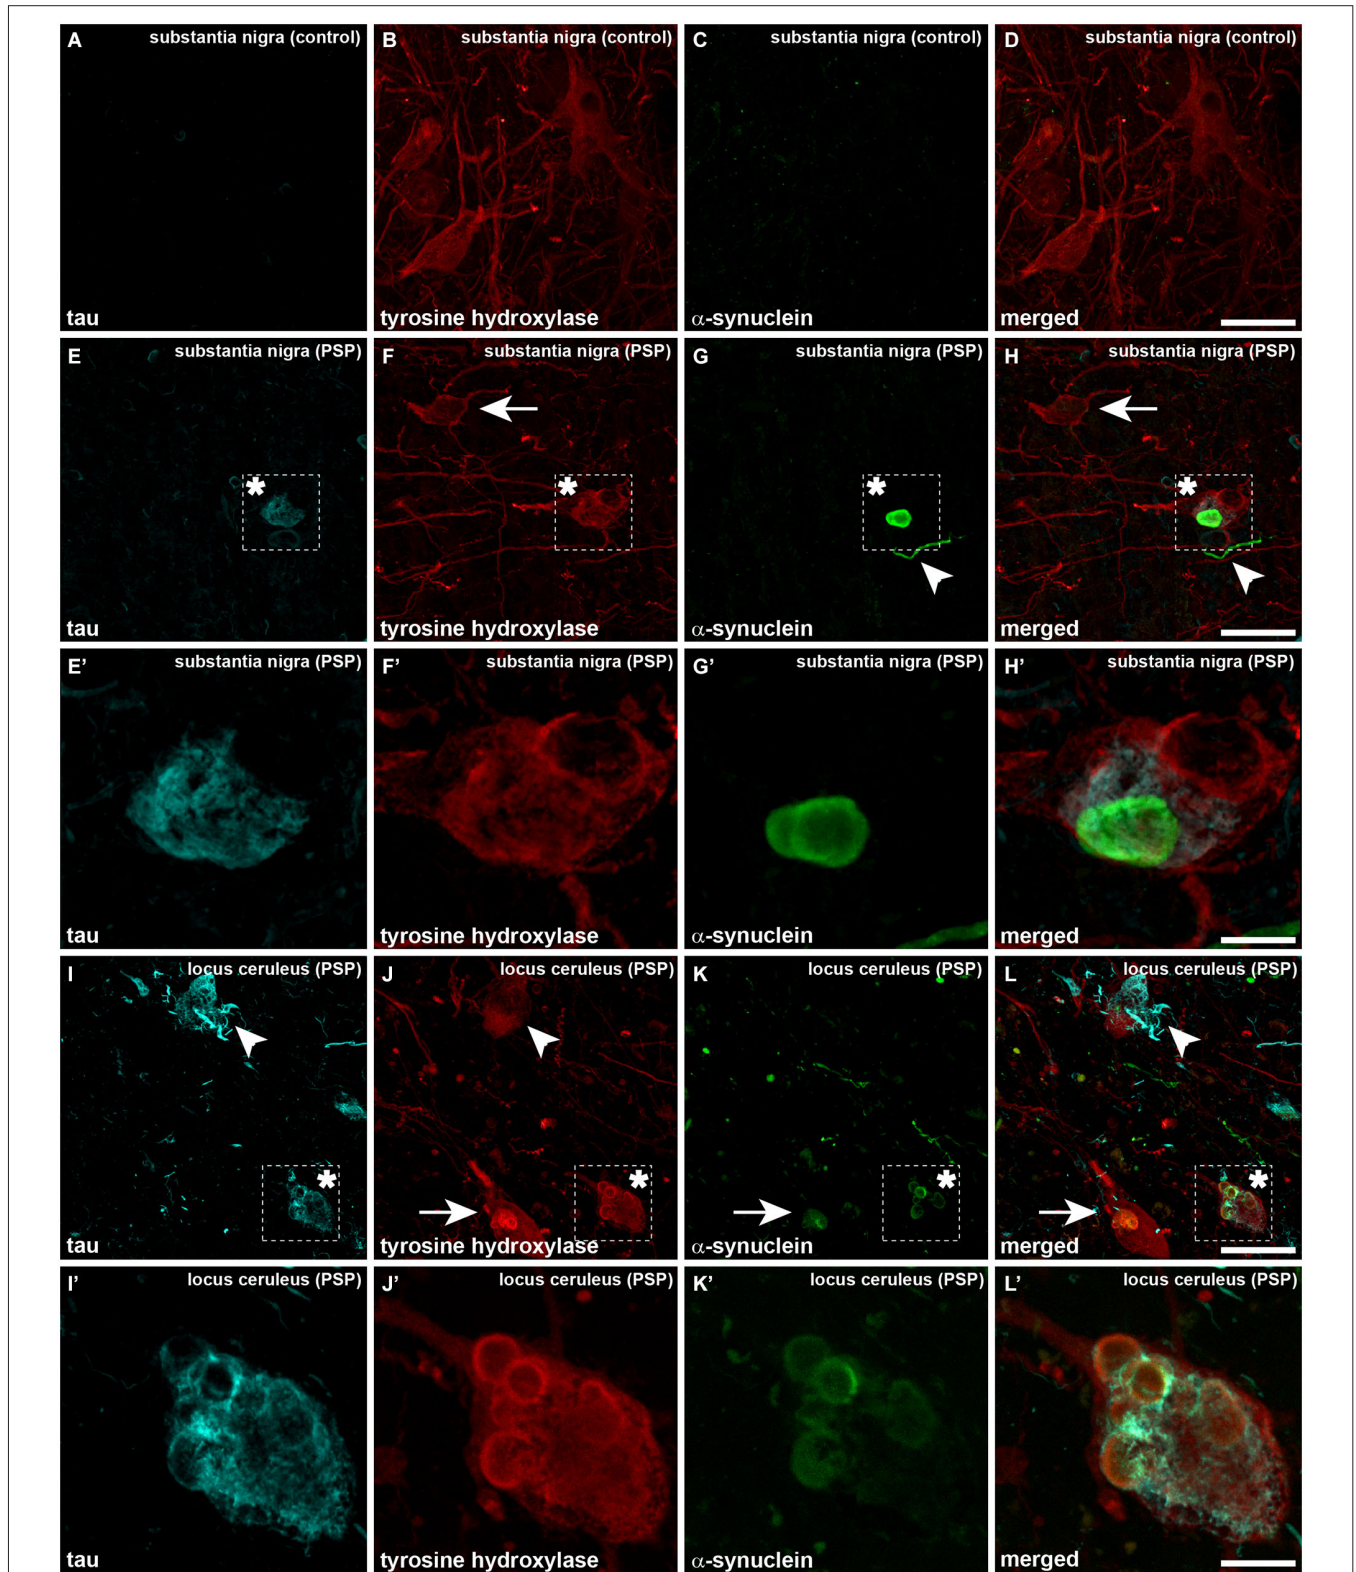 A substantia nigra (control)
tau
B substantia nigra (control)
tyrosine hydroxylase
C substantia nigra (control)
α-synuclein
D substantia nigra (control)
merged
E substantia nigra (PSP)
*
tau
F substantia nigra (PSP)
*
tyrosine hydroxylase
G substantia nigra (PSP)
*
α-synuclein
H substantia nigra (PSP)
*
merged
E’ substantia nigra (PSP)
tau
F’ substantia nigra (PSP)
tyrosine hydroxylase
G’ substantia nigra (PSP)
α-synuclein
H’ substantia nigra (PSP)
merged
I locus ceruleus (PSP)
*
tau
J locus ceruleus (PSP)
*
tyrosine hydroxylase
K locus ceruleus (PSP)
*
α-synuclein
L locus ceruleus (PSP)
*
merged
I’ locus ceruleus (PSP)
tau
J’ locus ceruleus (PSP)
tyrosine hydroxylase
K’ locus ceruleus (PSP)
α-synuclein
L’ locus ceruleus (PSP)
merged